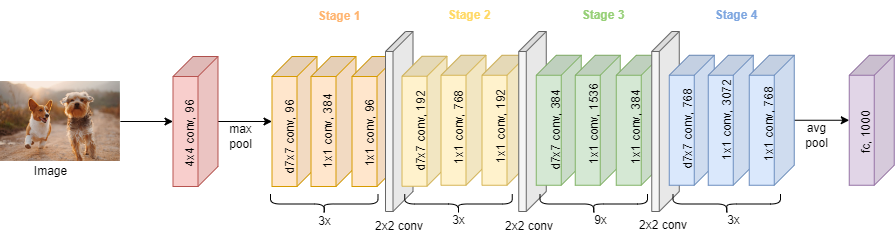 Stage 1
Stage 2
Stage 3
Stage 4
Image
4x4 conv, 96
max
pool
d7x7 conv, 96
1x1 conv, 384
1x1 conv, 96
3x
2x2 conv
d7x7 conv, 192
1x1 conv, 768
1x1 conv, 192
3x
2x2 conv
d7x7 conv, 384
1x1 conv, 1536
1x1 conv, 384
9x
2x2 conv
d7x7 conv, 768
1x1 conv, 3072
1x1 conv, 768
3x
avg
pool
fc, 1000